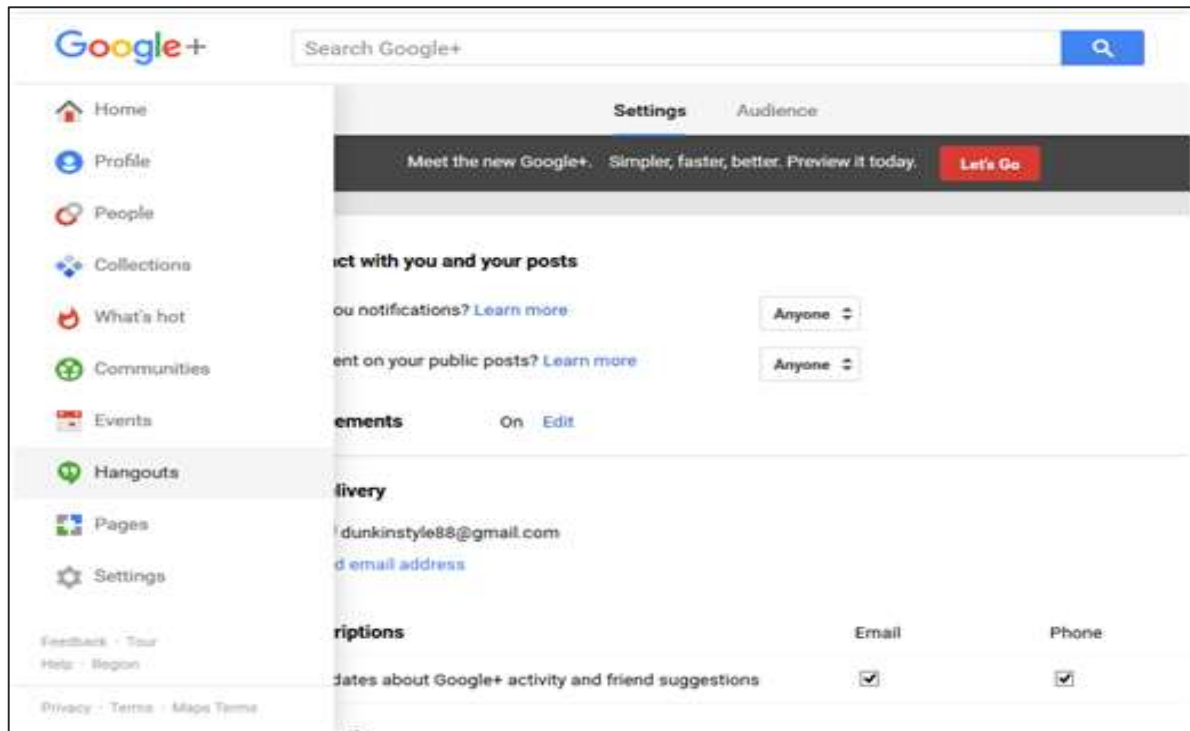 Google+
Search Google+
Home
Profile
People
Collections
What's hot
Communities
Events
Hangouts
Pages
Settings
Feedback · Tour
Help · Region
Privacy · Terms · Maps Terms
Settings Audience
Meet the new Google+. Simpler, faster, better. Preview it today. Let's Go
act with you and your posts
ou notifications? Learn more Anyone
ent on your public posts? Learn more Anyone
ements On Edit
livery
dunkinstyle88@gmail.com
d email address
riptions Email Phone
dates about Google+ activity and friend suggestions